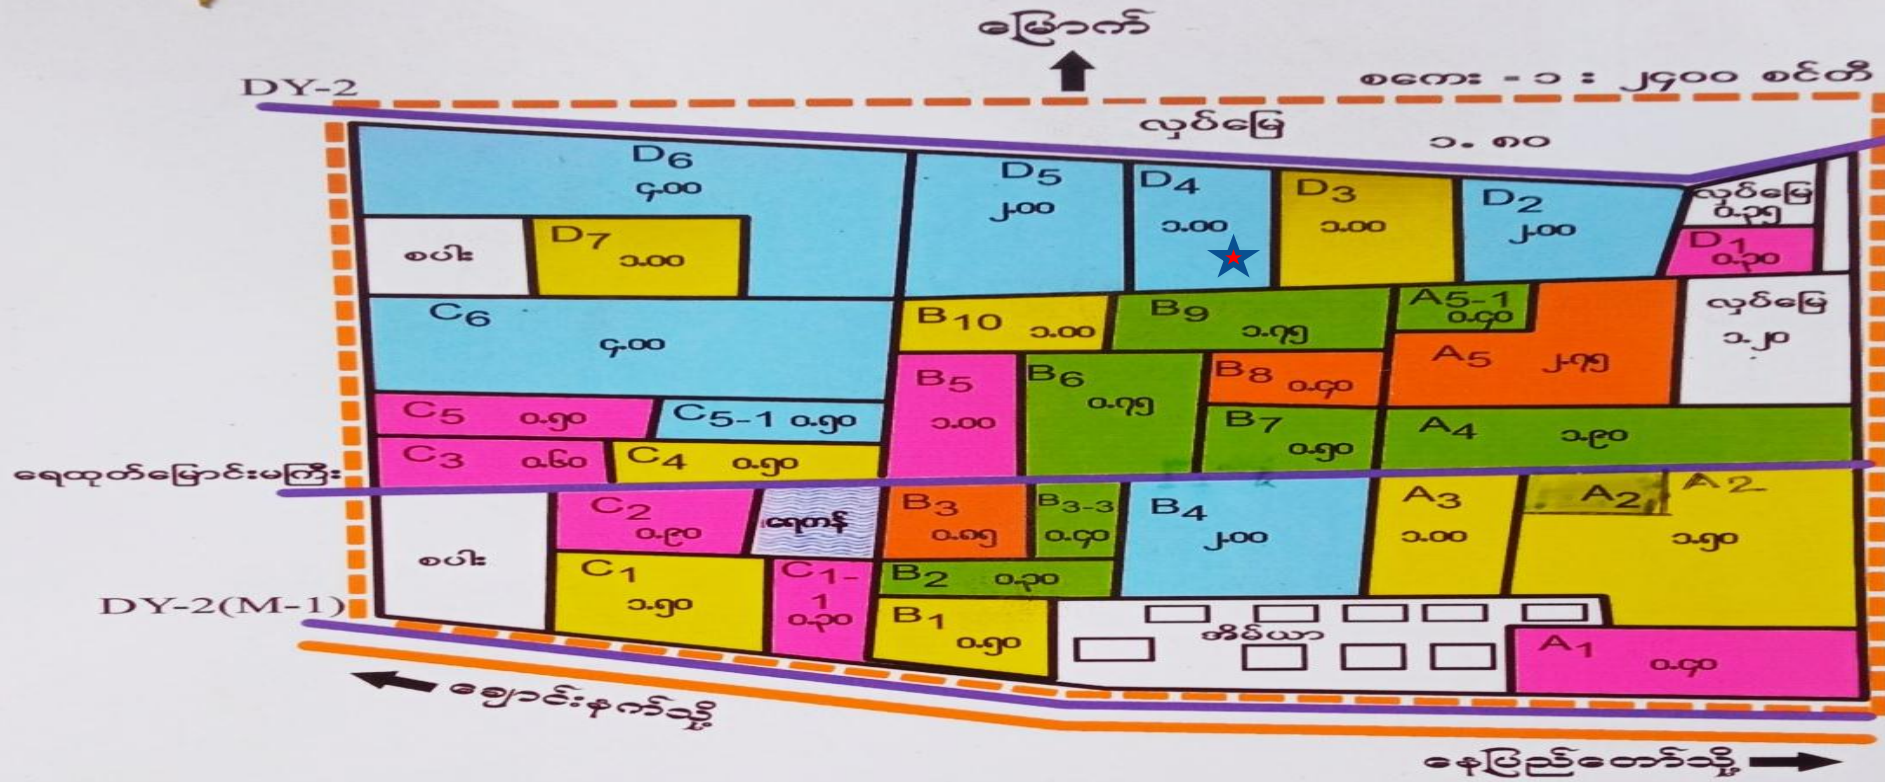 မြောက်
DY-2
စကေး - ၁ : ၂၄၀၀ စင်တီ
လှပ်မြေ ၁.၈၀
D6
၄.၀၀
D5
၂.၀၀
D4
၁.၀၀
D3
၁.၀၀
D2
၂.၀၀
လှပ်မြေ
၀.၃၅
D1
၀.၃၀
စပါး
D7
၁.၀၀
C6
၄.၀၀
B10 ၁.၀၀
B9
၁.၇၅
A5-1
၀.၄၀
A5 ၂.၇၅
လှပ်မြေ
၁.၂၀
B5
၁.၀၀
B6
၀.၇၅
B8 ၀.၄၀
B7
၀.၅၀
A4 ၁.၉၀
C5 ၀.၅၀
C5-1 ၀.၅၀
C3 ၀.၆၀
C4 ၀.၅၀
ရေထုတ်မြောင်းမကြီး
စပါး
C2
၀.၉၀
ရေကန်
B3
၀.၈၅
B3-3
၀.၄၀
B4
၂.၀၀
A3
၁.၀၀
A2
A2
၁.၅၀
C1
၁.၅၀
C1-
1
၀.၃၀
B2 ၀.၃၀
B1
၀.၅၀
အိမ်ယာ
A1
၀.၄၀
DY-2(M-1)
ချောင်းနက်သို့
နေပြည်တော်သို့